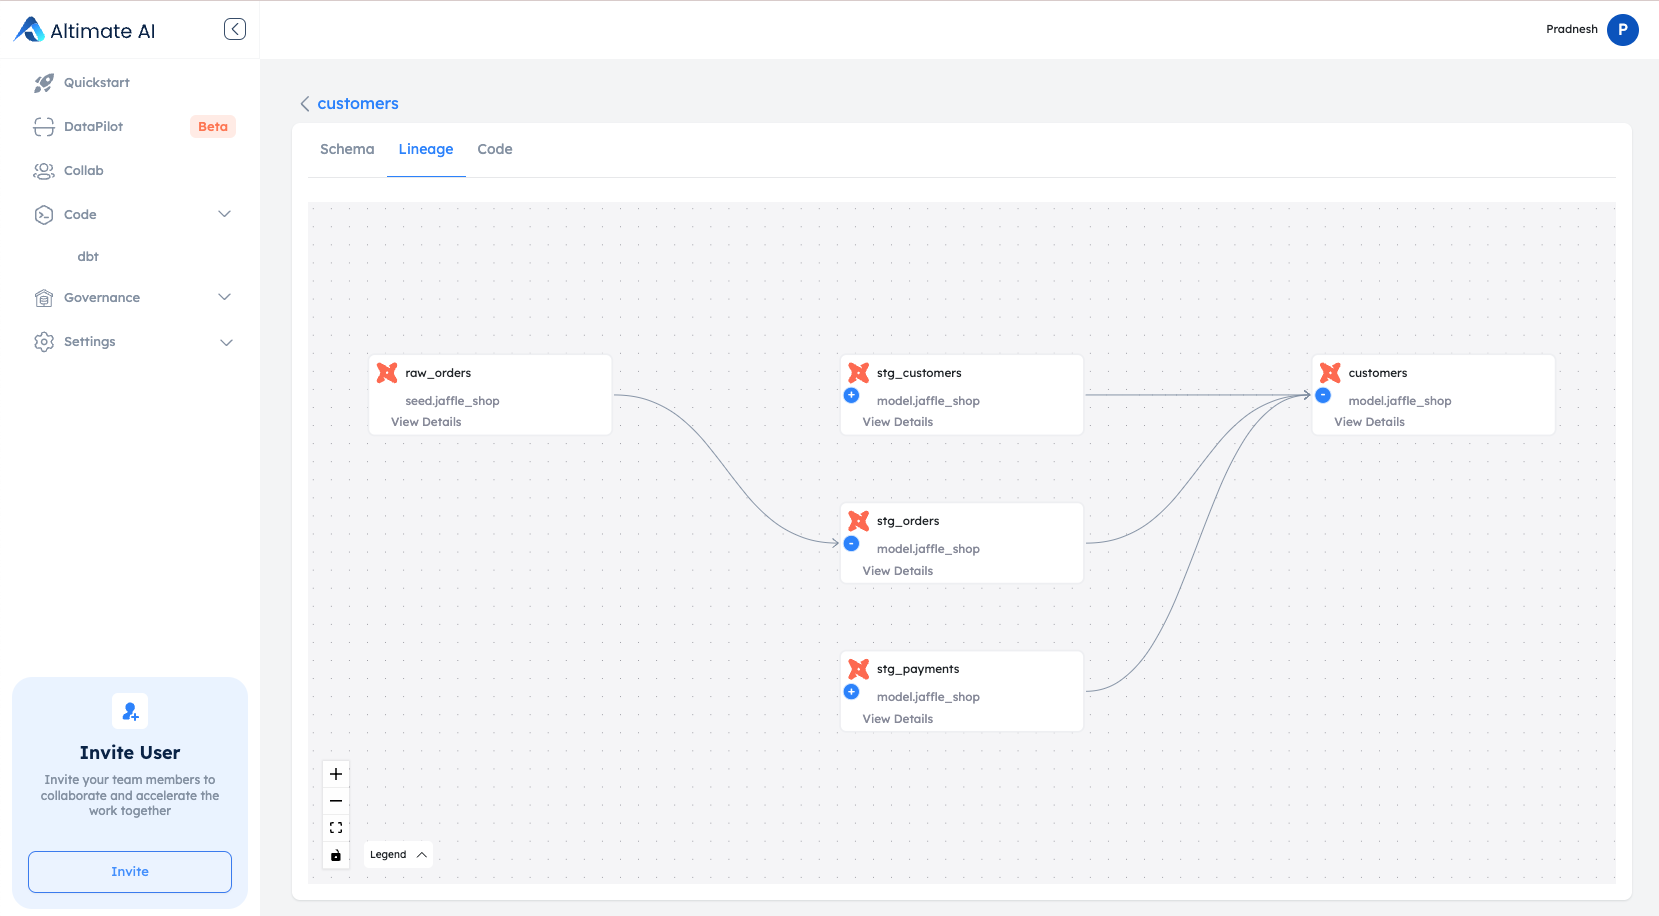 Altimate AI
Pradnesh
P
Quickstart
DataPilot
Beta
Collab
Code
dbt
Governance
Settings
Invite User
Invite your team members to
collaborate and accelerate the
work together
Invite
customers
Schema
Lineage
Code
raw_orders
seed.jaffle_shop
View Details
stg_customers
+
model.jaffle_shop
View Details
customers
-
model.jaffle_shop
View Details
stg_orders
-
model.jaffle_shop
View Details
stg_payments
+
model.jaffle_shop
View Details
Legend